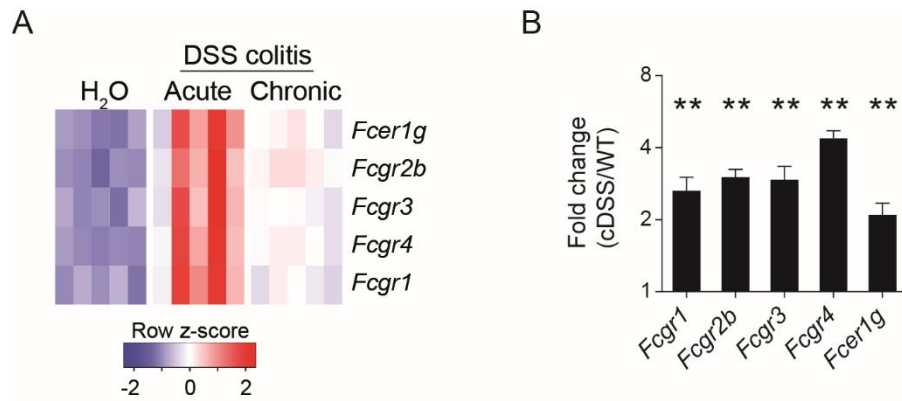 A
DSS colitis
H₂O Acute Chronic
Fcer1g
Fcgr2b
Fcgr3
Fcgr4
Fcgr1
Row z-score
-2 0 2
B
Fold change
(cDSS/WT)
8
4
2
1
** ** ** ** **
Fcgr1
Fcgr2b
Fcgr3
Fcgr4
Fcer1g